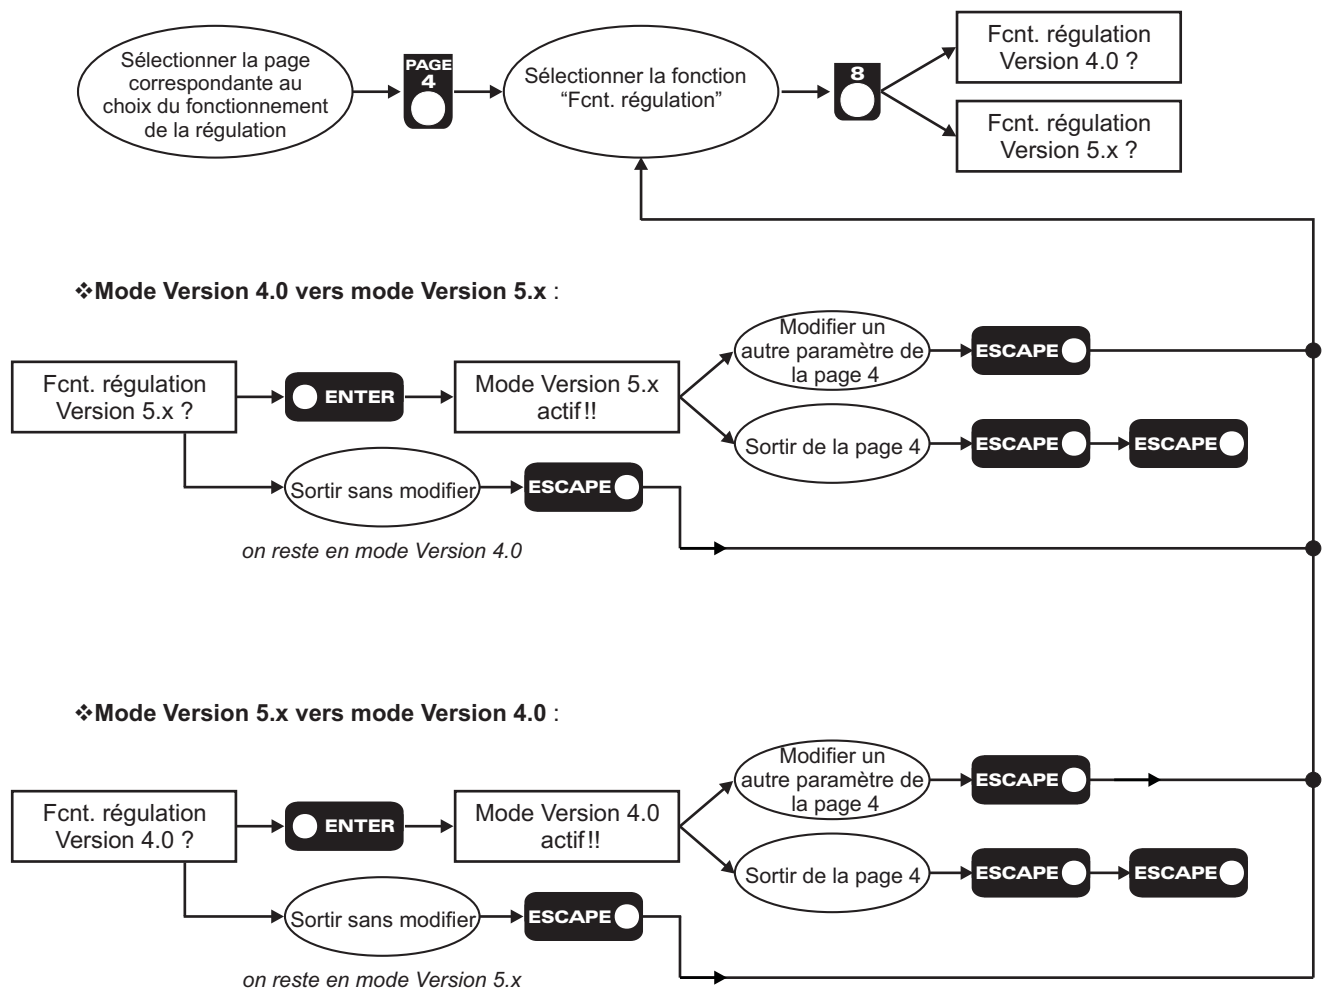 Sélectionner la page
correspondante au
choix du fonctionnement
de la régulation
PAGE
4
Sélectionner la fonction
“Fcnt. régulation”
8
Fcnt. régulation
Version 4.0 ?
Fcnt. régulation
Version 5.x ?
❖Mode Version 4.0 vers mode Version 5.x :
Fcnt. régulation
Version 5.x ?
ENTER
Mode Version 5.x
actif!!
Modifier un
autre paramètre de
la page 4
ESCAPE
Sortir de la page 4
ESCAPE
ESCAPE
Sortir sans modifier
ESCAPE
on reste en mode Version 4.0
❖Mode Version 5.x vers mode Version 4.0 :
Fcnt. régulation
Version 4.0 ?
ENTER
Mode Version 4.0
actif!!
Modifier un
autre paramètre de
la page 4
ESCAPE
Sortir de la page 4
ESCAPE
ESCAPE
Sortir sans modifier
ESCAPE
on reste en mode Version 5.x